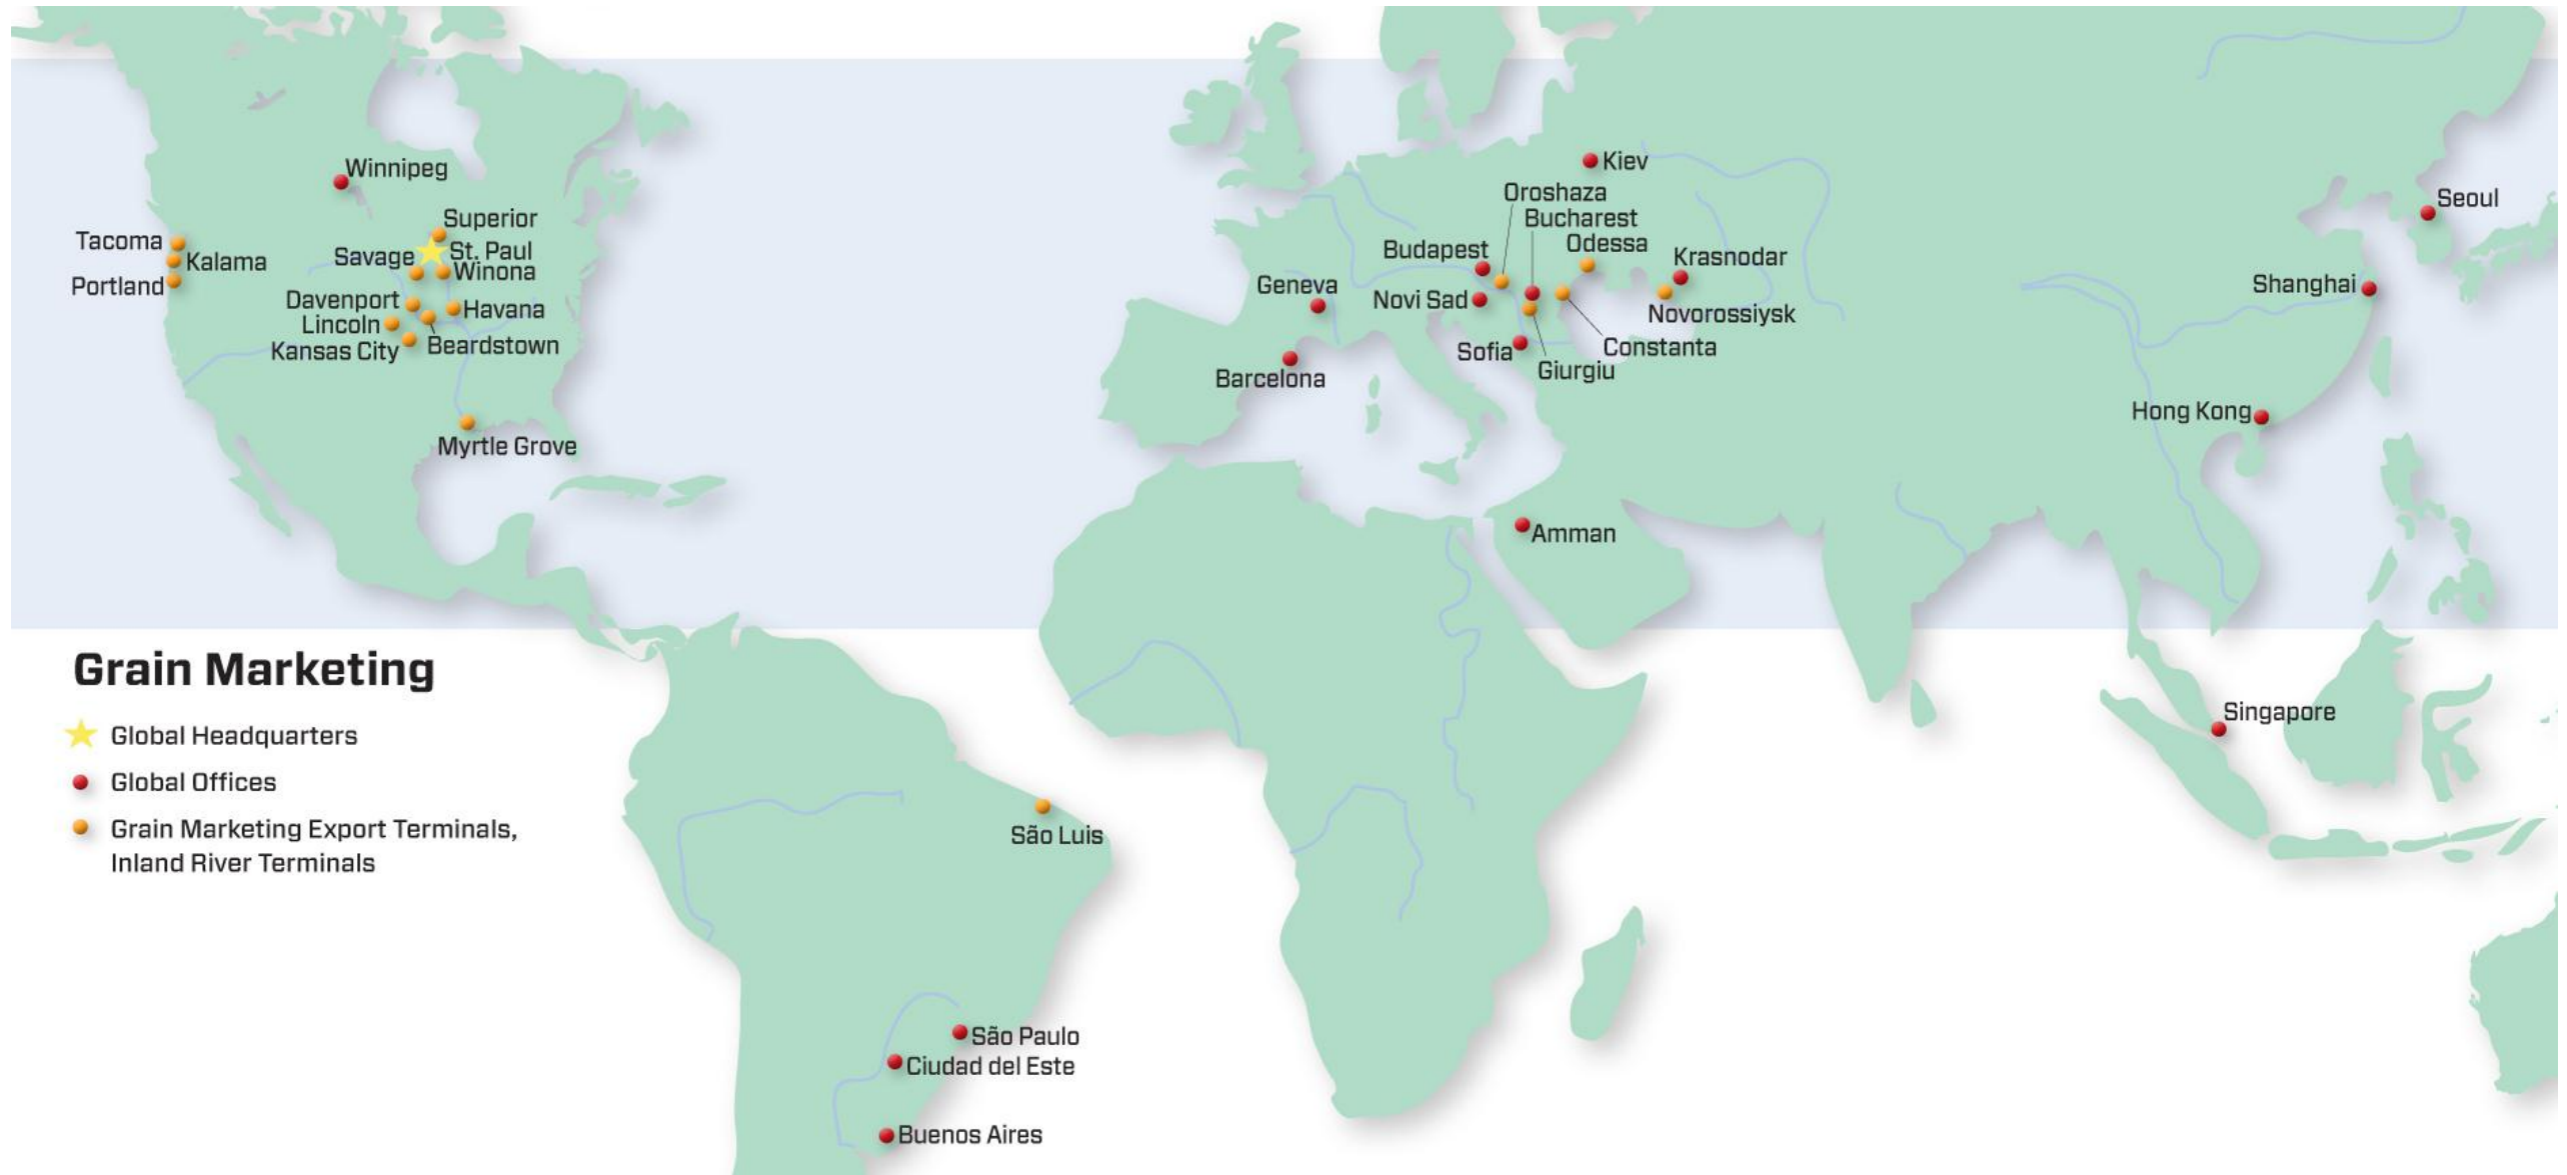 Winnipeg
Superior
Tacoma
Savage
St. Paul
Kalama
Winona
Portland
Davenport
Havana
Lincoln
Kansas City
Beardstown
Myrtle Grove
Kiev
Oroshaza
Bucharest
Odessa
Budapest
Krasnodar
Geneva
Novi Sad
Novorossiysk
Sofia
Constanta
Giurgiu
Barcelona
Amman
Seoul
Shanghai
Hong Kong
Singapore
Grain Marketing
Global Headquarters
Global Offices
Grain Marketing Export Terminals,
Inland River Terminals
São Luis
São Paulo
Ciudad del Este
Buenos Aires